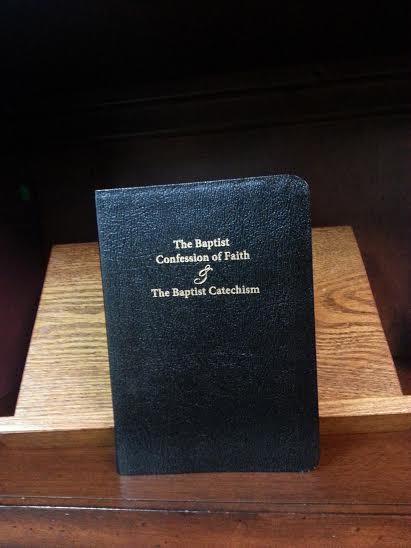 The Baptist
Confession of Faith
&
The Baptist Catechism